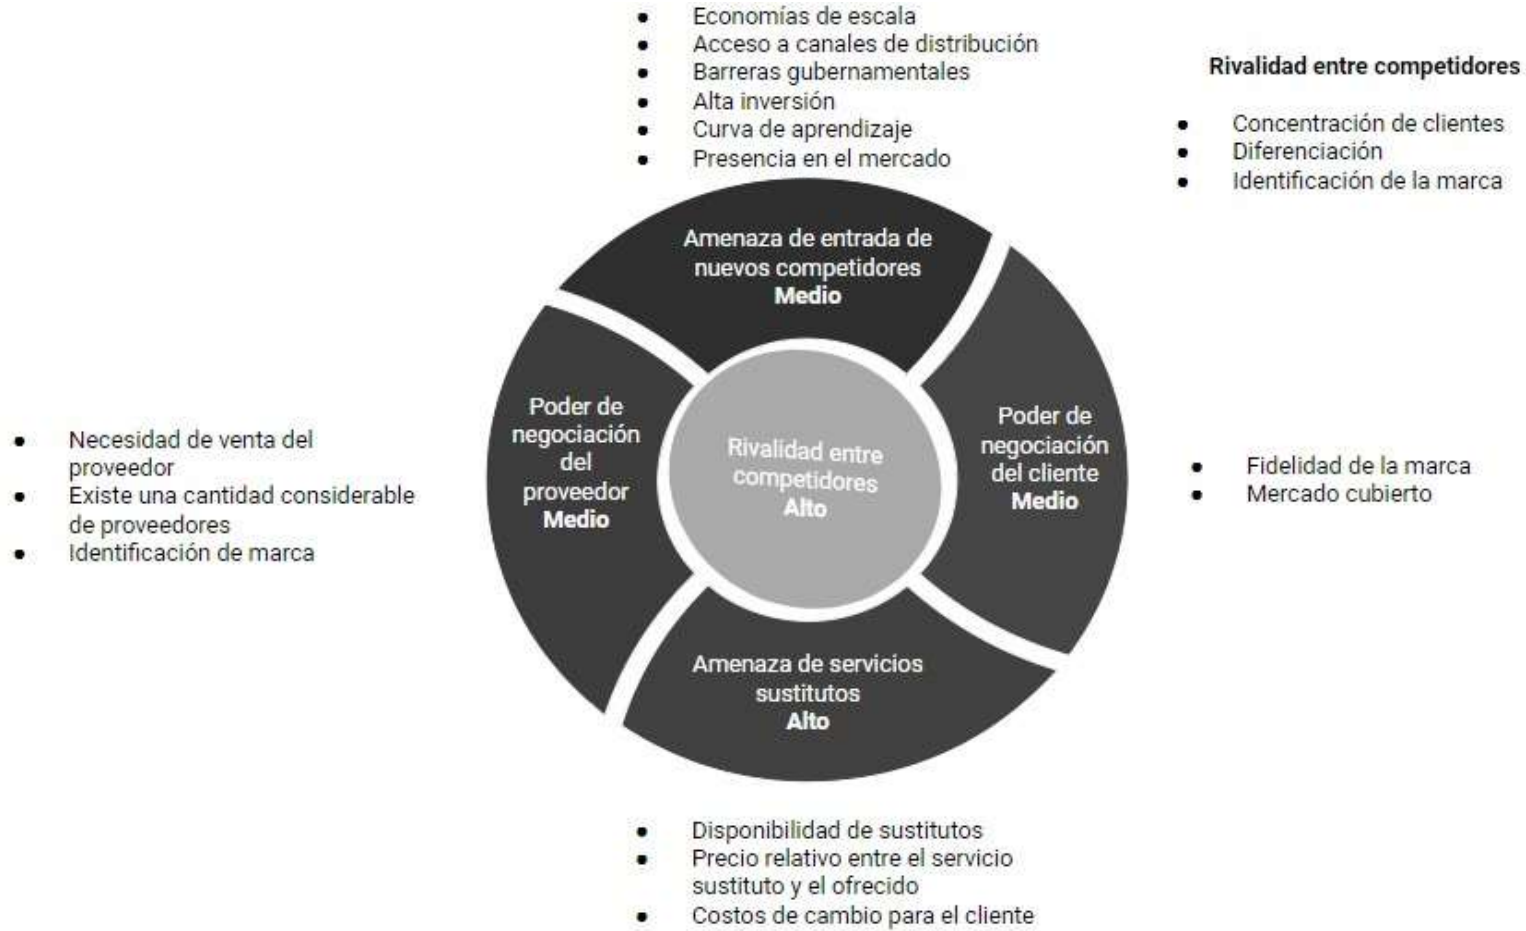 ● Economías de escala
● Acceso a canales de distribución
● Barreras gubernamentales
● Alta inversión
● Curva de aprendizaje
● Presencia en el mercado
Rivalidad entre competidores
● Concentración de clientes
● Diferenciación
● Identificación de la marca
Amenaza de entrada de
nuevos competidores
Medio
● Necesidad de venta del
proveedor
● Existe una cantidad considerable
de proveedores
● Identificación de marca
Poder de
negociación
del
proveedor
Medio
Rivalidad entre
competidores
Alto
Poder de
negociación
del cliente
Medio
● Fidelidad de la marca
● Mercado cubierto
Amenaza de servicios
sustitutos
Alto
● Disponibilidad de sustitutos
● Precio relativo entre el servicio
sustituto y el ofrecido
● Costos de cambio para el cliente